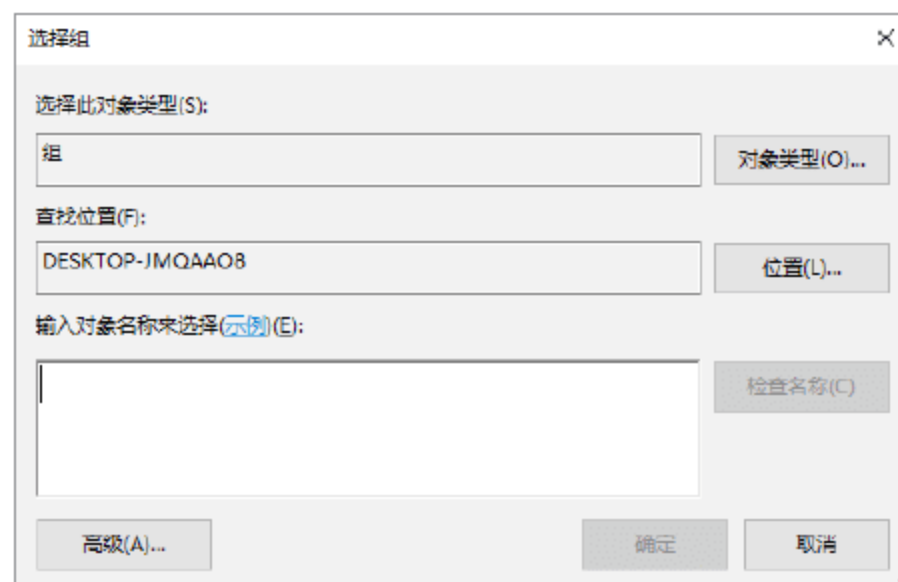 选择组
选择此对象类型(S):
组
对象类型(O)...
查找位置(F):
DESKTOP-JMQAAO8
位置(L)...
输入对象名称来选择(示例)(E):
检查名称(C)
高级(A)...
确定
取消